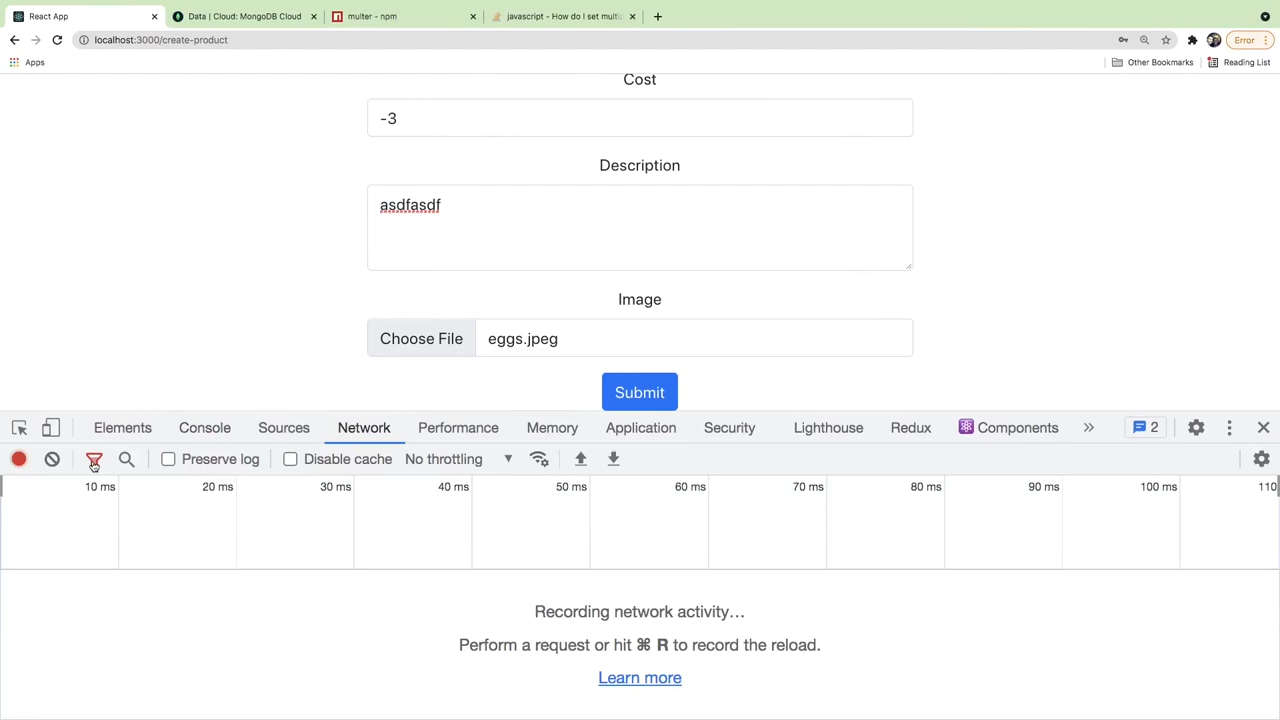 React App
Data | Cloud: MongoDB Cloud
multer - npm
javascript - How do I set multi
localhost:3000/create-product
Error
Apps
Other Bookmarks
Reading List
Cost
-3
Description
asdfasdf
Image
Choose File
eggs.jpeg
Submit
Elements
Console
Sources
Network
Performance
Memory
Application
Security
Lighthouse
Redux
Components
2
Preserve log
Disable cache
No throttling
10 ms
20 ms
30 ms
40 ms
50 ms
60 ms
70 ms
80 ms
90 ms
100 ms
110
Recording network activity…
Perform a request or hit ⌘ R to record the reload.
Learn more